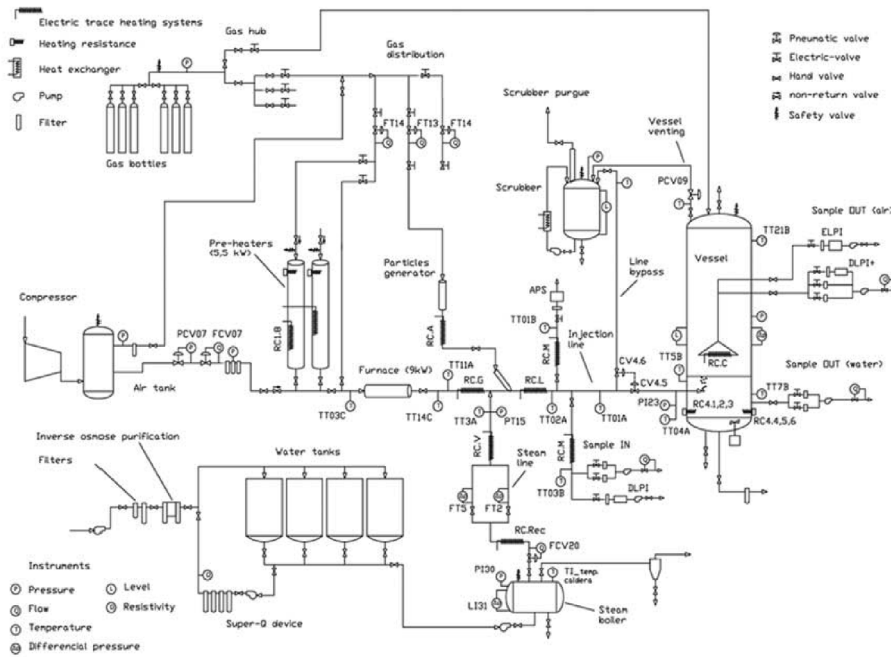 Electric trace heating systems
Heating resistance
Heat exchanger
Pump
Filter
Gas hub
P
Gas bottles
Gas
distribution
FT14
FT13
FT14
Q
Q
Q
Pneumatic valve
Electric-valve
Hand valve
non-return valve
Safety valve
Scrubber purgue
Scrubber
P
L
T
Vessel
venting
PCV09
T
Sample OUT (air)
TT21B
T
ELPI
DLPI+
Q
Vessel
P
L
TT5B
T
RC.C
Sample OUT (water)
TT7B
T
Q
PI23
P
RC4.1,2,3
RC4.4,5,6
TT04A
T
Line
bypass
CV4.6
CV4.5
Injection
line
APS
TT01B
T
RC.M
Pre-heaters
(5,5 kW)
RC1.B
Particles
generator
RC.A
Compressor
PCV07
FCV07
P
P
Q
P
Air tank
Furnace (9kW)
TT11A
T
RC.G
RC.L
TT03C
T
TT14C
T
TT3A
T
P
PT15
TT02A
T
TT01A
T
RC.V
Steam
line
FT5
FT2
RC.M
Sample IN
Q
TT03B
T
DLPI
Inverse osmose purification
Filters
Water tanks
RC.Rec
FCV20
Q
PI30
P
T
TI_temp.
caldera
LI31
Steam
boiler
Super-Q device
Instruments
P
Pressure
L
Level
Q
Flow
Resistivity
T
Temperature
Differencial pressure